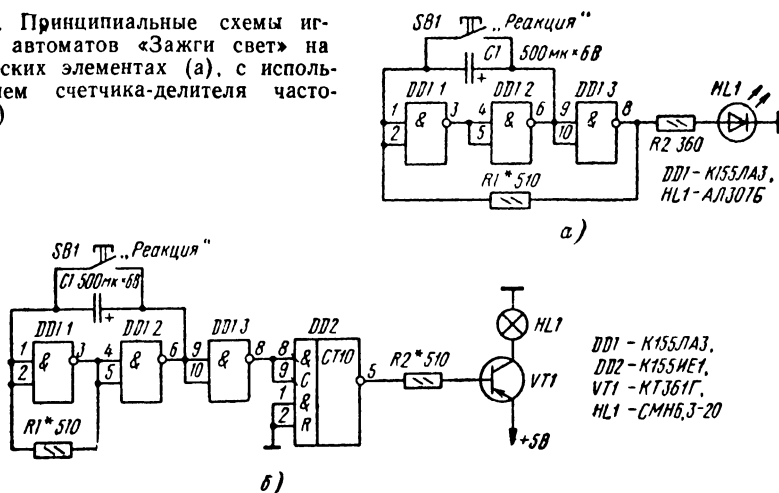 . Принципиальные схемы иг-
автоматов «Зажги свет» на
ских элементах (а), с исполь-
ем счетчика-делителя часто-
)
SB1 „Реакция"
C1 500мк×6В
DD1.1 DD1.2 DD1.3
1 & 3 4 & 6 9 & 8
2 5 10
R2 360
HL1
R1* 510
DD1-К155ЛА3,
HL1-АЛ307Б
а)
SB1 „Реакция"
C1 500мк×6В
DD1.1 DD1.2 DD1.3 DD2
1 & 3 4 & 6 9 & 8 8 & CT10 5
2 5 10 9 C
1 &
2 R
R1* 510
R2* 510
HL1
VT1
+5В
DD1 - К155ЛА3,
DD2 - К155ИЕ1,
VT1 - КТ361Г,
HL1 - СМН6,3-20
б)